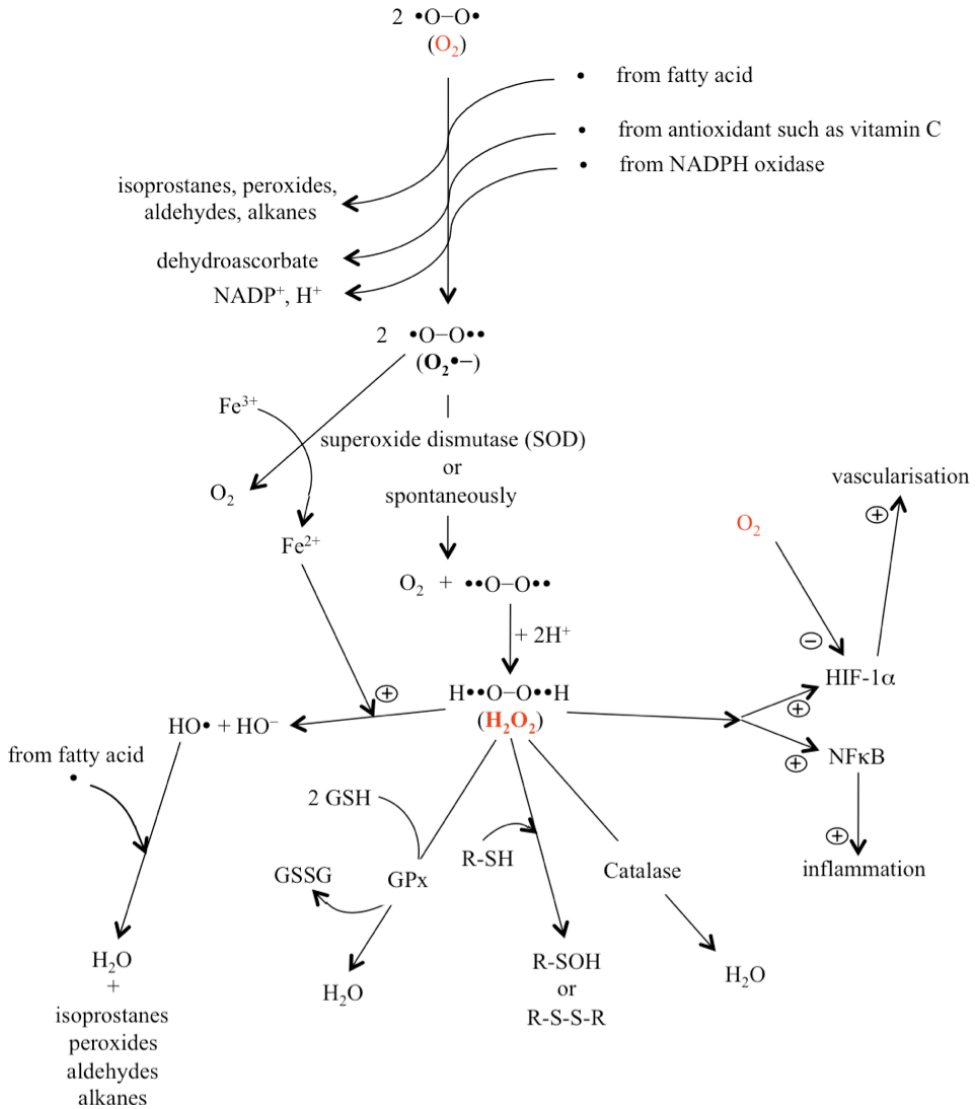 2 •O–O•
(O₂)
• from fatty acid
• from antioxidant such as vitamin C
• from NADPH oxidase
isoprostanes, peroxides,
aldehydes, alkanes
dehydroascorbate
NADP⁺, H⁺
2 •O–O••
(O₂•–)
Fe³⁺
superoxide dismutase (SOD)
or
spontaneously
O₂
Fe²⁺
O₂ + ••O–O••
+ 2H⁺
vascularisation
+
O₂
−
HIF-1α
H••O–O••H
(H₂O₂)
+
HO• + HO⁻
+
+
NFκB
from fatty acid
•
2 GSH
R-SH
GSSG
GPx
Catalase
+
inflammation
H₂O
+
isoprostanes
peroxides
aldehydes
alkanes
H₂O
R-SOH
or
R-S-S-R
H₂O